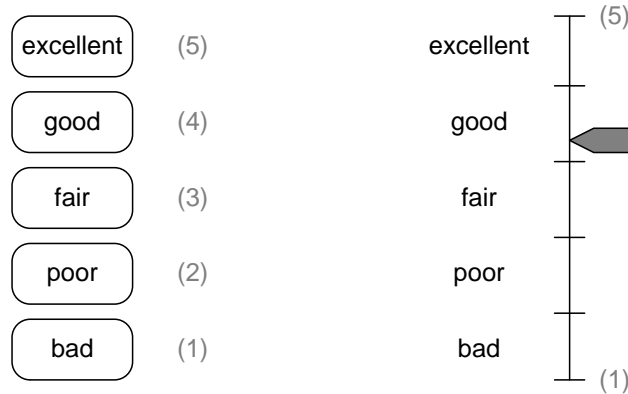 excellent (5)
good (4)
fair (3)
poor (2)
bad (1)
(5)
excellent
good
fair
poor
bad
(1)